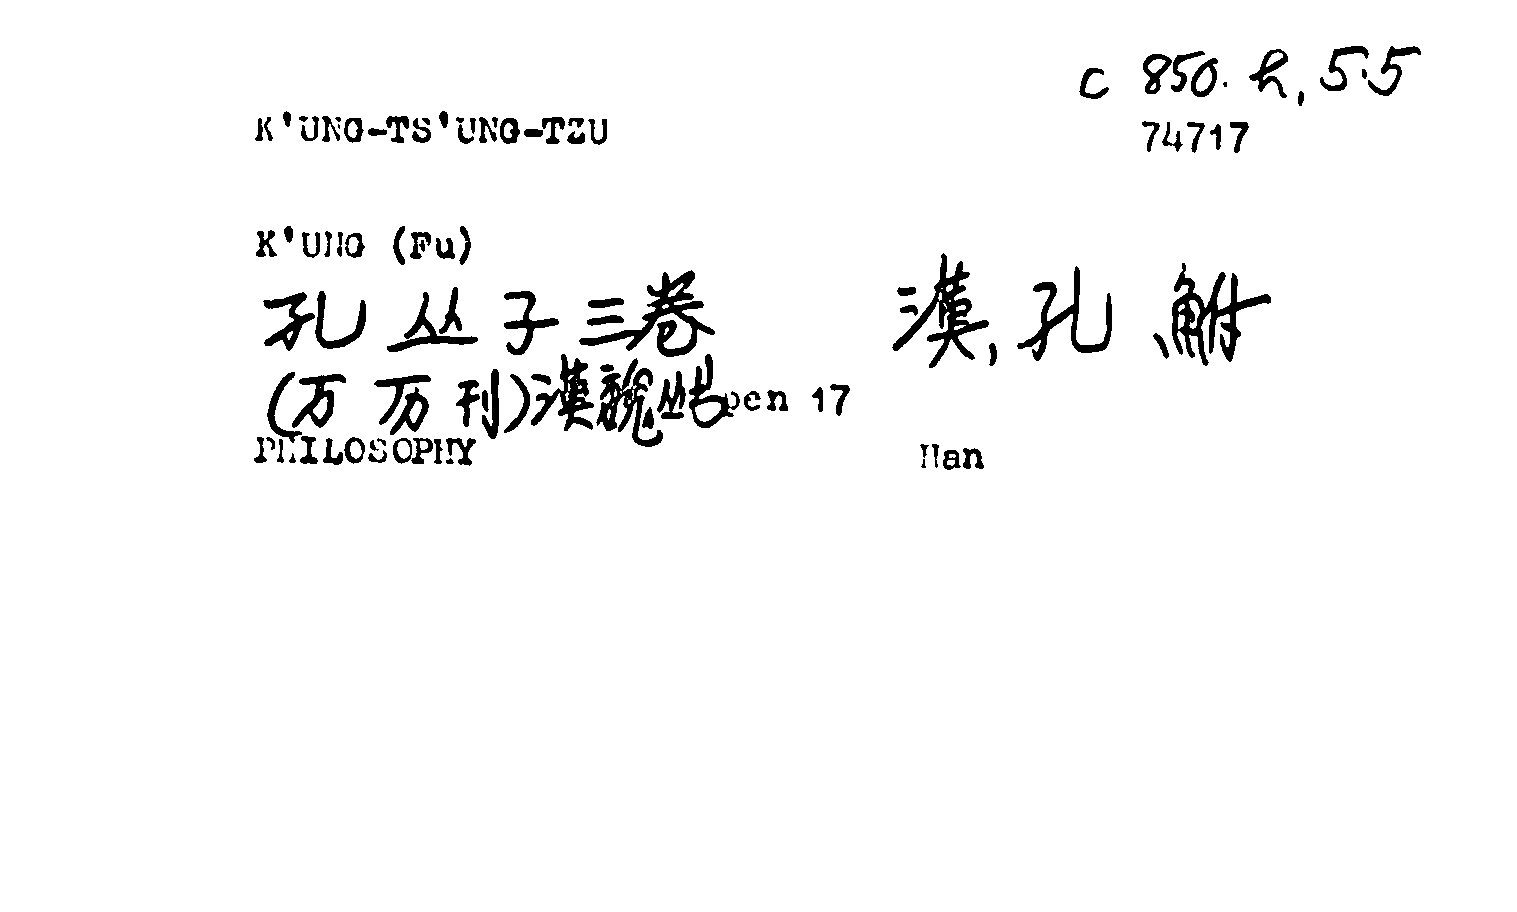 c 850. h, 5.5
K'UNG-TS'UNG-TZU 74717
K'UNG (Fu)
孔丛子三卷 漢,孔鮒
(万历刊)漢魏丛书 pen 17
PHILOSOPHY Han